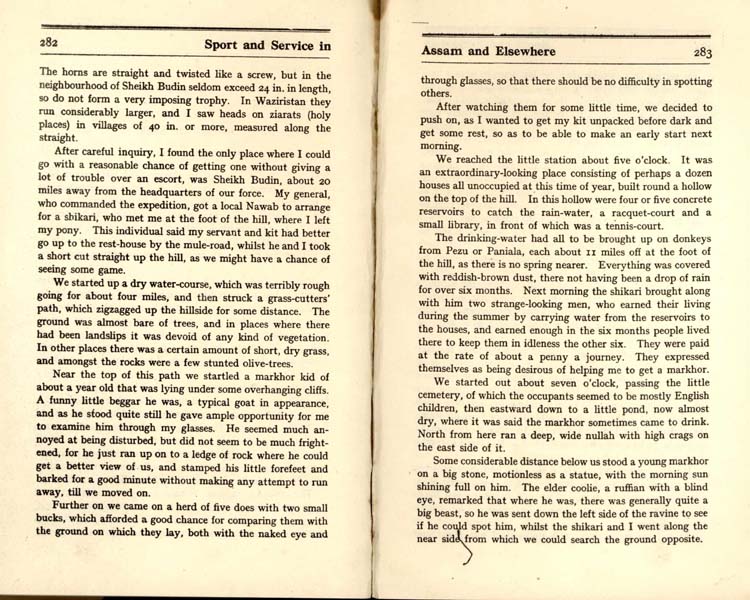 282
Sport and Service in
The horns are straight and twisted like a screw, but in the
neighbourhood of Sheikh Budin seldom exceed 24 in. in length,
so do not form a very imposing trophy. In Waziristan they
run considerably larger, and I saw heads on ziarats (holy
places) in villages of 40 in. or more, measured along the
straight.
After careful inquiry, I found the only place where I could
go with a reasonable chance of getting one without giving a
lot of trouble over an escort, was Sheikh Budin, about 20
miles away from the headquarters of our force. My general,
who commanded the expedition, got a local Nawab to arrange
for a shikari, who met me at the foot of the hill, where I left
my pony. This individual said my servant and kit had better
go up to the rest-house by the mule-road, whilst he and I took
a short cut straight up the hill, as we might have a chance of
seeing some game.
We started up a dry water-course, which was terribly rough
going for about four miles, and then struck a grass-cutters'
path, which zigzagged up the hillside for some distance. The
ground was almost bare of trees, and in places where there
had been landslips it was devoid of any kind of vegetation.
In other places there was a certain amount of short, dry grass,
and amongst the rocks were a few stunted olive-trees.
Near the top of this path we startled a markhor kid of
about a year old that was lying under some overhanging cliffs.
A funny little beggar he was, a typical goat in appearance,
and as he stood quite still he gave ample opportunity for me
to examine him through my glasses. He seemed much an-
noyed at being disturbed, but did not seem to be much fright-
ened, for he just ran up on to a ledge of rock where he could
get a better view of us, and stamped his little forefeet and
barked for a good minute without making any attempt to run
away, till we moved on.
Further on we came on a herd of five does with two small
bucks, which afforded a good chance for comparing them with
the ground on which they lay, both with the naked eye and
Assam and Elsewhere
283
through glasses, so that there should be no difficulty in spotting
others.
After watching them for some little time, we decided to
push on, as I wanted to get my kit unpacked before dark and
get some rest, so as to be able to make an early start next
morning.
We reached the little station about five o'clock. It was
an extraordinary-looking place consisting of perhaps a dozen
houses all unoccupied at this time of year, built round a hollow
on the top of the hill. In this hollow were four or five concrete
reservoirs to catch the rain-water, a racquet-court and a
small library, in front of which was a tennis-court.
The drinking-water had all to be brought up on donkeys
from Pezu or Paniala, each about 11 miles off at the foot of
the hill, as there is no spring nearer. Everything was covered
with reddish-brown dust, there not having been a drop of rain
for over six months. Next morning the shikari brought along
with him two strange-looking men, who earned their living
during the summer by carrying water from the reservoirs to
the houses, and earned enough in the six months people lived
there to keep them in idleness the other six. They were paid
at the rate of about a penny a journey. They expressed
themselves as being desirous of helping me to get a markhor.
We started out about seven o'clock, passing the little
cemetery, of which the occupants seemed to be mostly English
children, then eastward down to a little pond, now almost
dry, where it was said the markhor sometimes came to drink.
North from here ran a deep, wide nullah with high crags on
the east side of it.
Some considerable distance below us stood a young markhor
on a big stone, motionless as a statue, with the morning sun
shining full on him. The elder coolie, a ruffian with a blind
eye, remarked that where he was, there was generally quite a
big beast, so he was sent down the left side of the ravine to see
if he could spot him, whilst the shikari and I went along the
near side from which we could search the ground opposite.